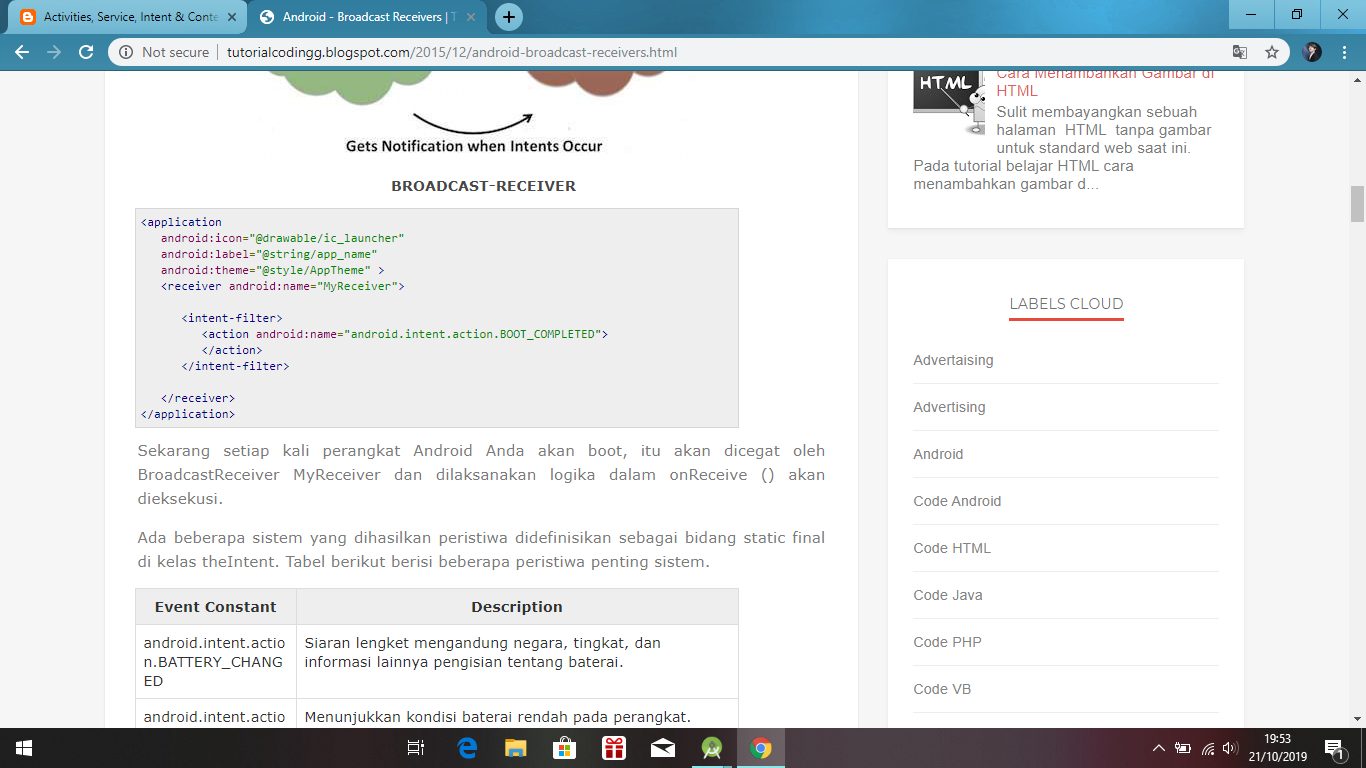 Activities, Service, Intent & Conte
Android - Broadcast Receivers | T
Not secure
tutorialcodingg.blogspot.com/2015/12/android-broadcast-receivers.html
Gets Notification when Intents Occur
BROADCAST-RECEIVER
<application
android:icon="@drawable/ic_launcher"
android:label="@string/app_name"
android:theme="@style/AppTheme" >
<receiver android:name="MyReceiver">
<intent-filter>
<action android:name="android.intent.action.BOOT_COMPLETED">
</action>
</intent-filter>
</receiver>
</application>
Sekarang setiap kali perangkat Android Anda akan boot, itu akan dicegat oleh
BroadcastReceiver MyReceiver dan dilaksanakan logika dalam onReceive () akan
dieksekusi.
Ada beberapa sistem yang dihasilkan peristiwa didefinisikan sebagai bidang static final
di kelas theIntent. Tabel berikut berisi beberapa peristiwa penting sistem.
Event Constant
Description
android.intent.actio
n.BATTERY_CHANG
ED
Siaran lengket mengandung negara, tingkat, dan
informasi lainnya pengisian tentang baterai.
android.intent.actio
Menunjukkan kondisi baterai rendah pada perangkat.
HTML
Cara Menambahkan Gambar di
HTML
Sulit membayangkan sebuah
halaman HTML tanpa gambar
untuk standard web saat ini.
Pada tutorial belajar HTML cara
menambahkan gambar d...
LABELS CLOUD
Advertaising
Advertising
Android
Code Android
Code HTML
Code Java
Code PHP
Code VB
19:53
21/10/2019
1